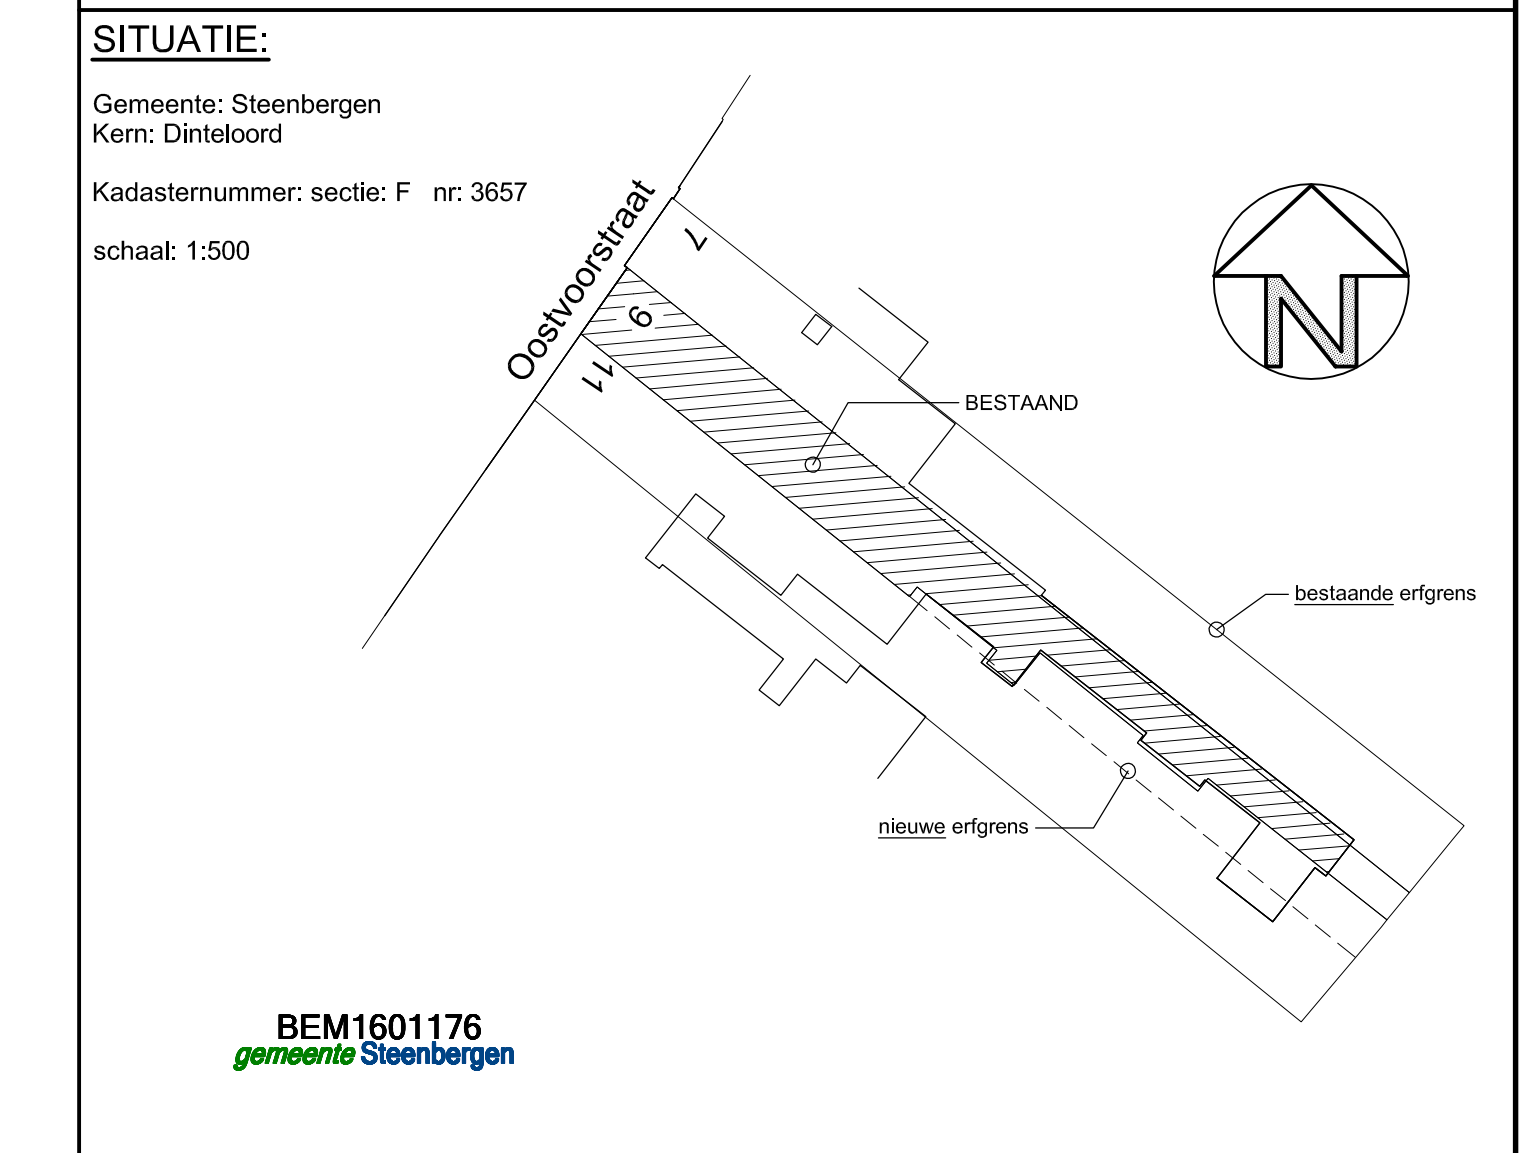 SITUATIE:
Gemeente: Steenbergen
Kern: Dinteloord
Kadasternummer: sectie: F nr: 3657
schaal: 1:500
Oostvoorstraat
7
9
11
N
BESTAAND
bestaande erfgrens
nieuwe erfgrens
BEM1601176
gemeente Steenbergen